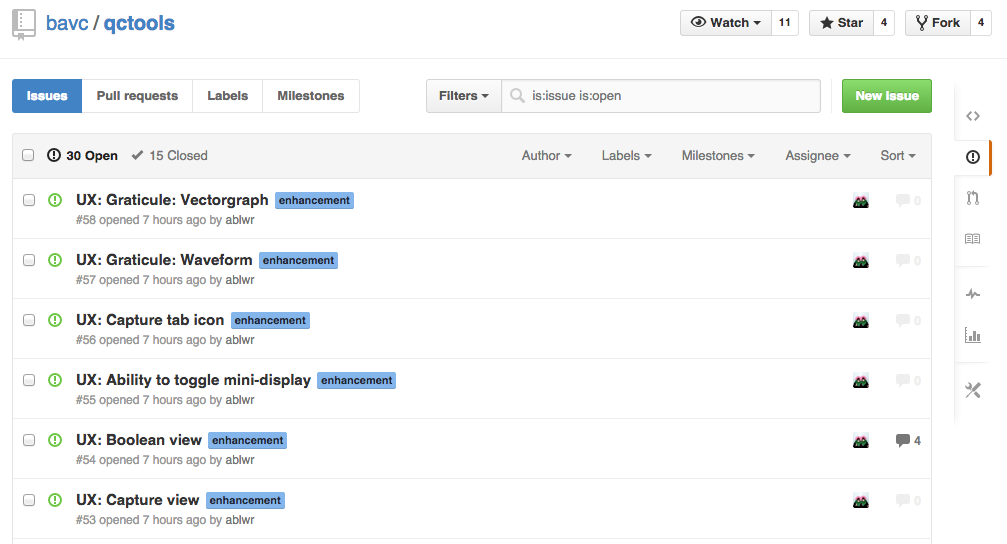 bavc / qctools
Watch 11 Star 4 Fork 4
Issues Pull requests Labels Milestones Filters is:issue is:open New Issue
30 Open 15 Closed Author Labels Milestones Assignee Sort
UX: Graticule: Vectorgraph enhancement 0
#58 opened 7 hours ago by ablwr
UX: Graticule: Waveform enhancement 0
#57 opened 7 hours ago by ablwr
UX: Capture tab icon enhancement 0
#56 opened 7 hours ago by ablwr
UX: Ability to toggle mini-display enhancement 0
#55 opened 7 hours ago by ablwr
UX: Boolean view enhancement 4
#54 opened 7 hours ago by ablwr
UX: Capture view enhancement 0
#53 opened 7 hours ago by ablwr